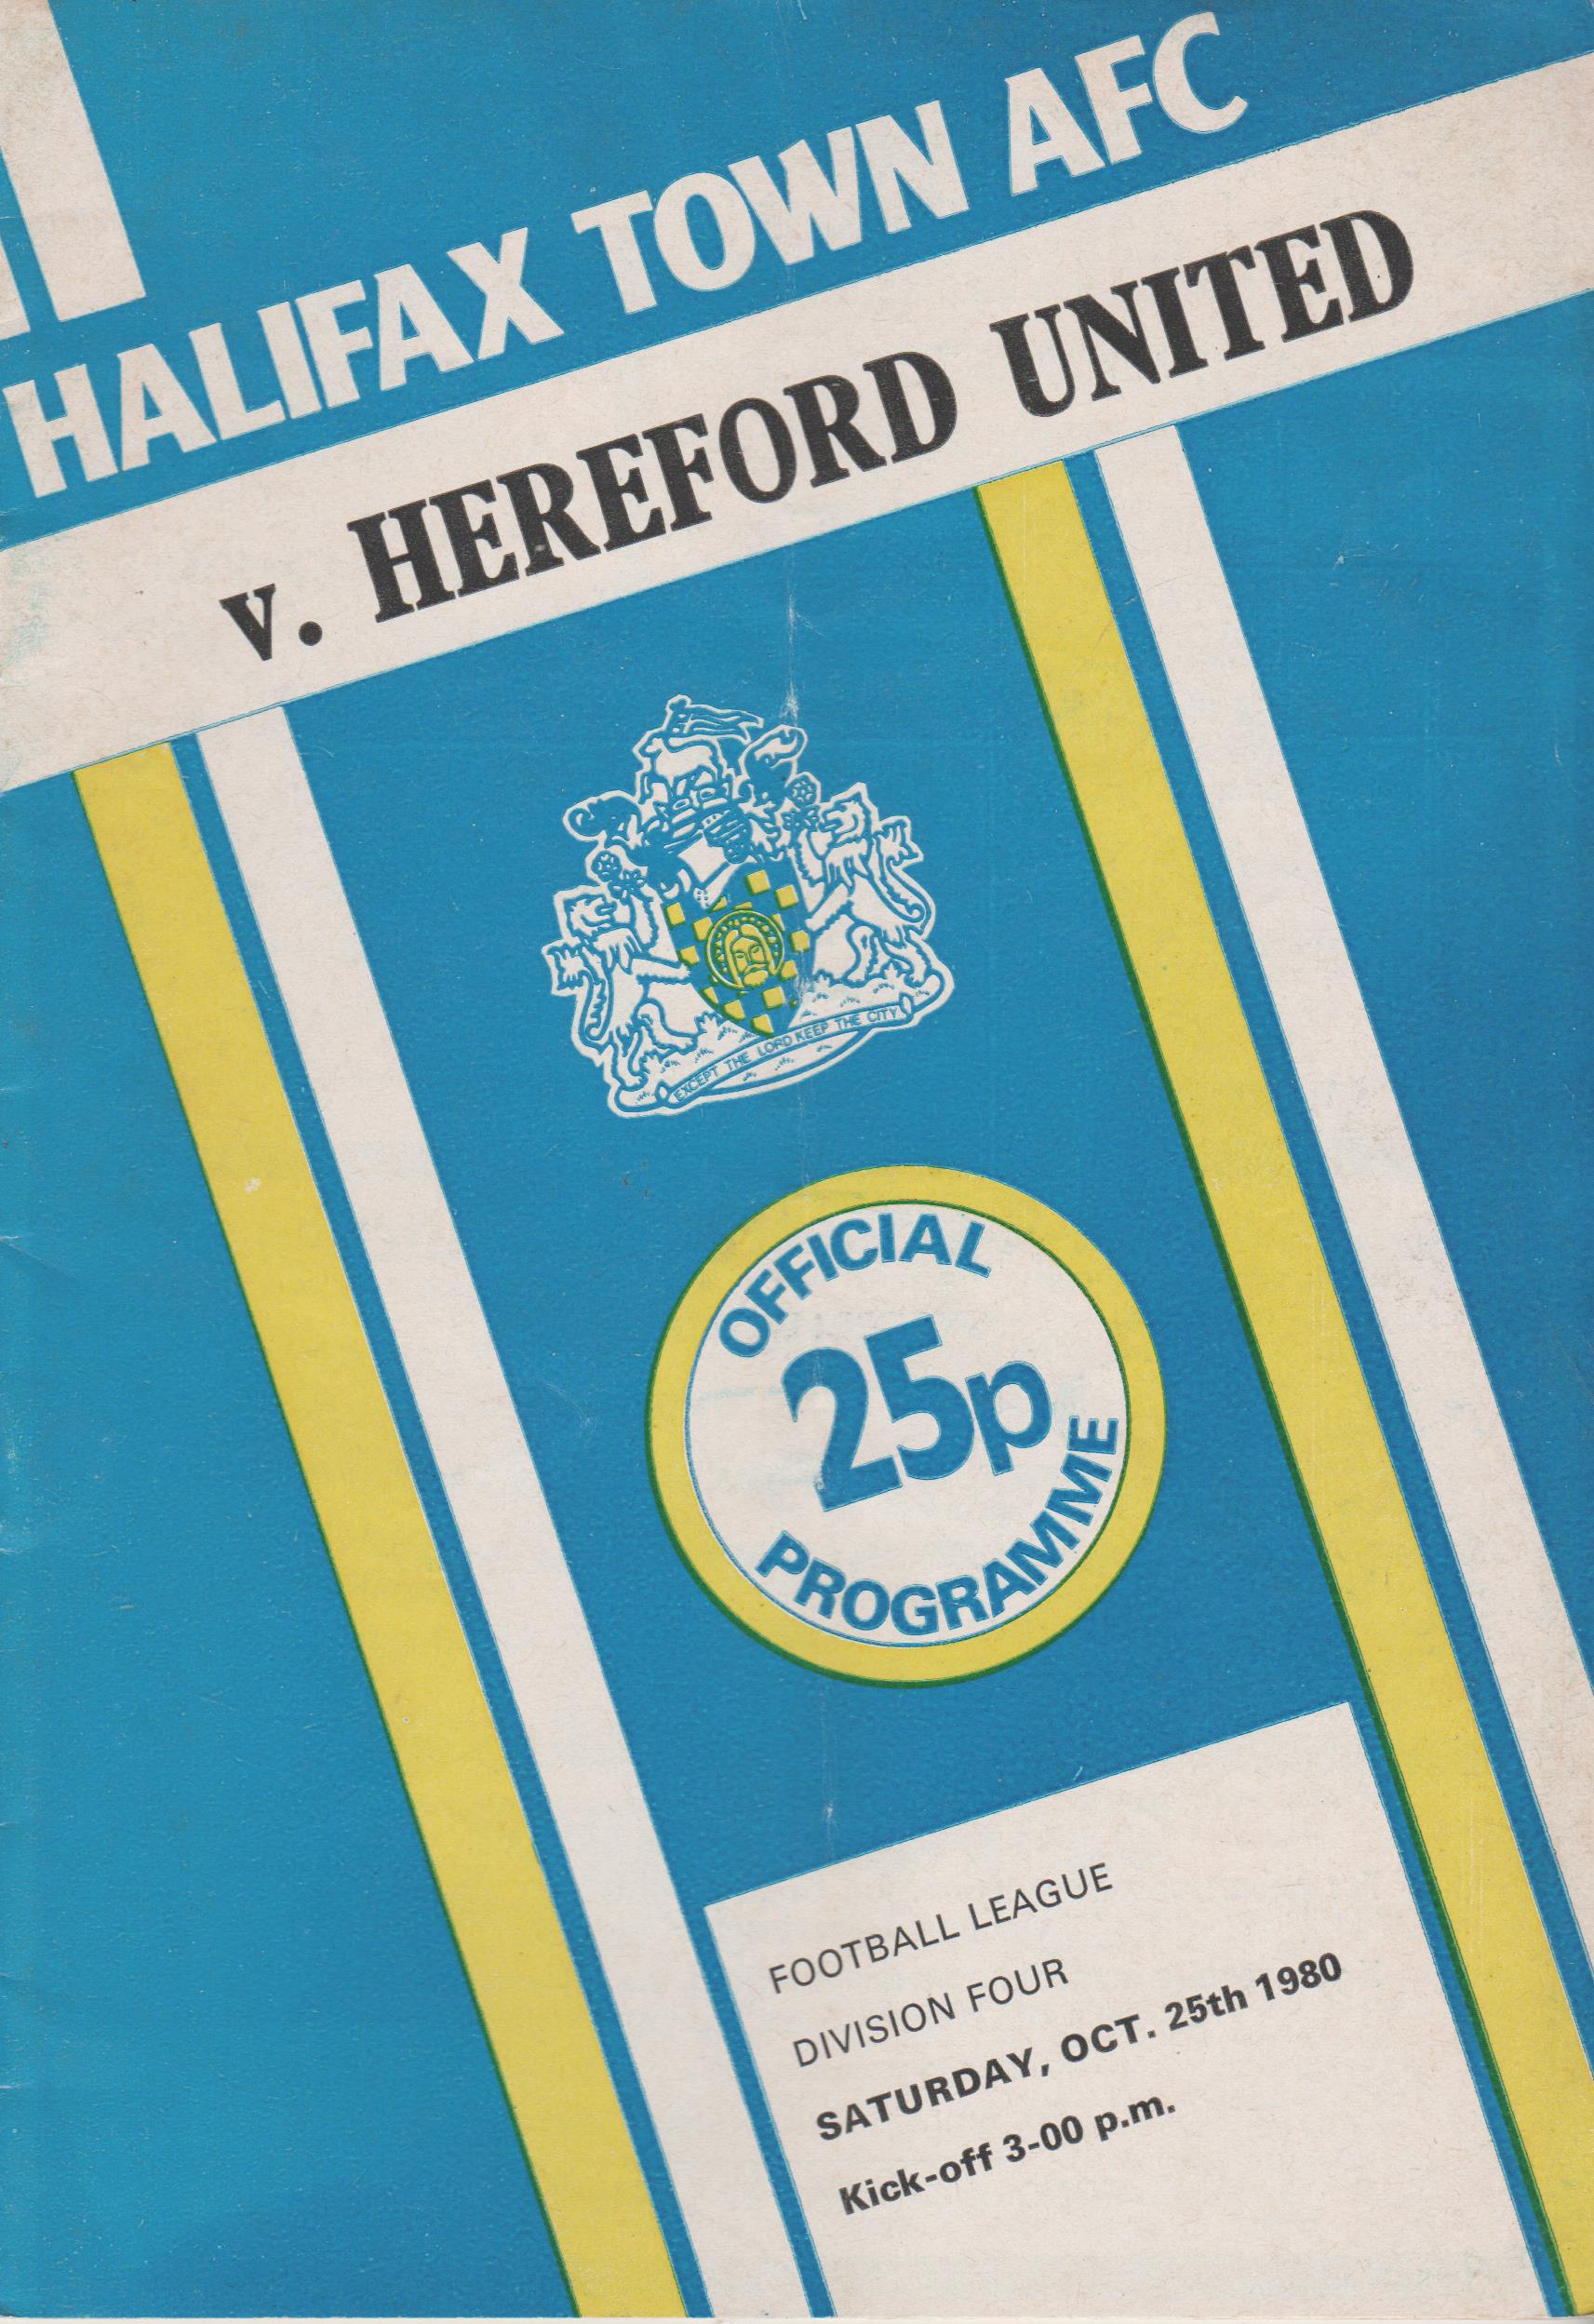 HALIFAX TOWN AFC
v. HEREFORD UNITED
EXCEPT THE LORD KEEP THE CITY
OFFICIAL
25p
PROGRAMME
FOOTBALL LEAGUE
DIVISION FOUR
SATURDAY, OCT. 25th 1980
Kick-off 3-00 p.m.